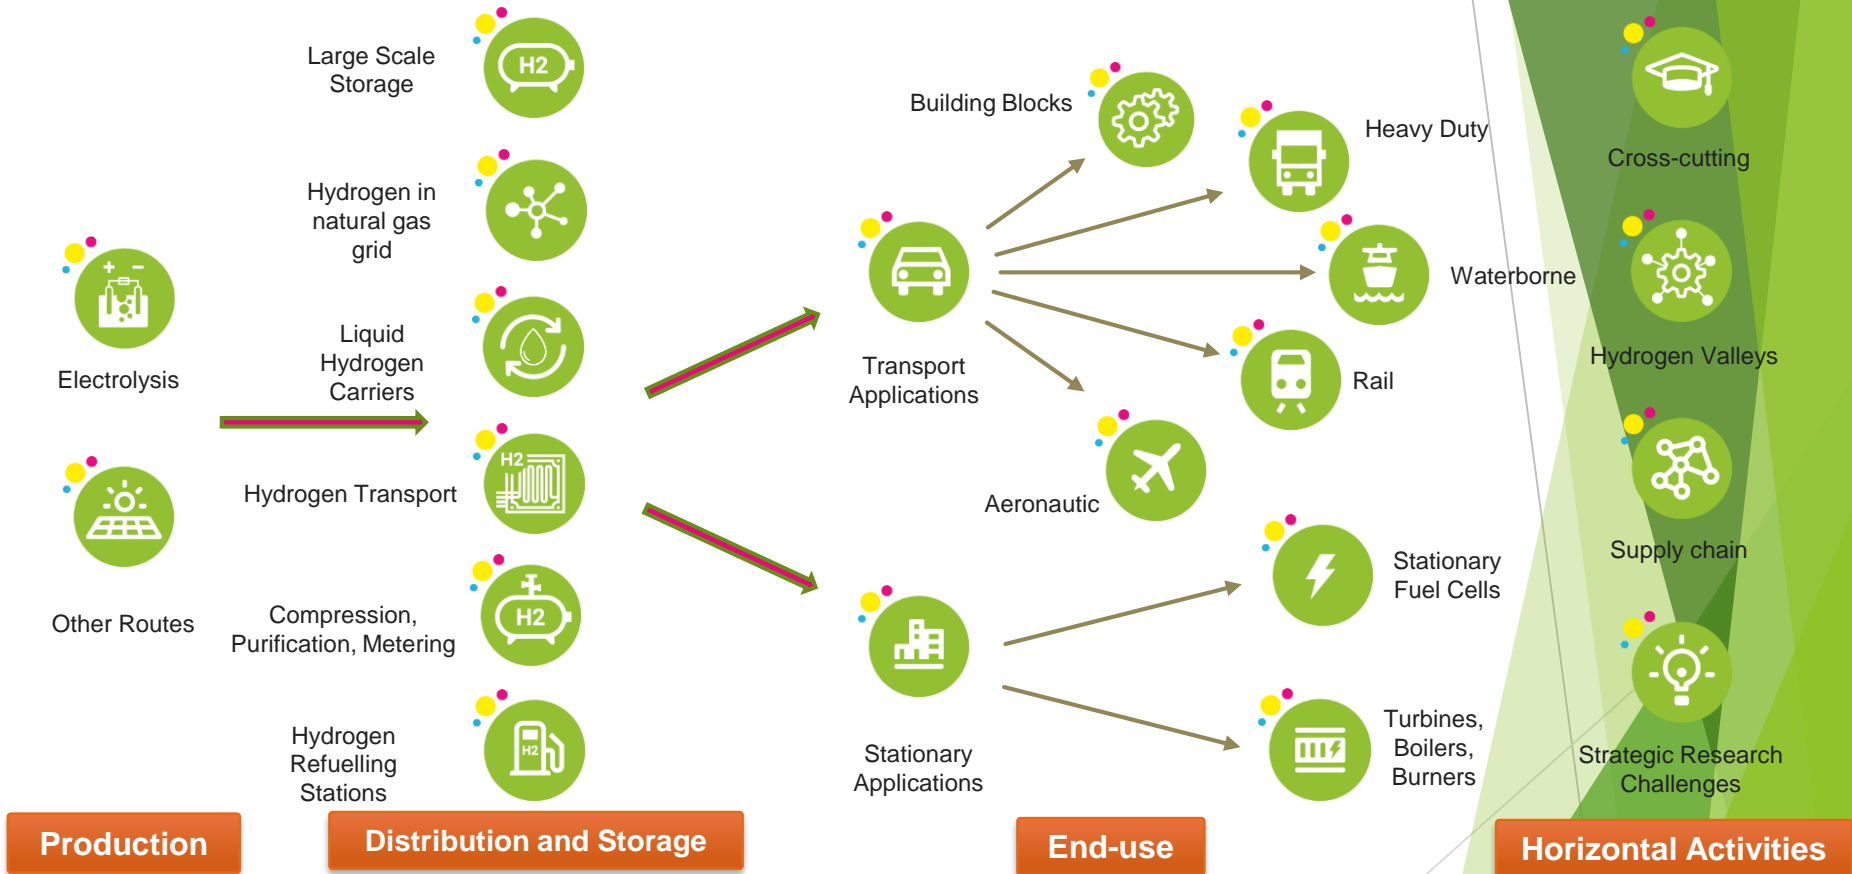 Electrolysis
Other Routes
Production
Large Scale
Storage
H2
Hydrogen in
natural gas
grid
Liquid
Hydrogen
Carriers
Hydrogen Transport
H2
Compression,
Purification, Metering
H2
Hydrogen
Refuelling
Stations
H2
Distribution and Storage
Transport
Applications
Building Blocks
Heavy Duty
Waterborne
Rail
Aeronautic
Stationary
Applications
Stationary
Fuel Cells
Turbines,
Boilers,
Burners
End-use
Cross-cutting
Hydrogen Valleys
Supply chain
Strategic Research
Challenges
Horizontal Activities